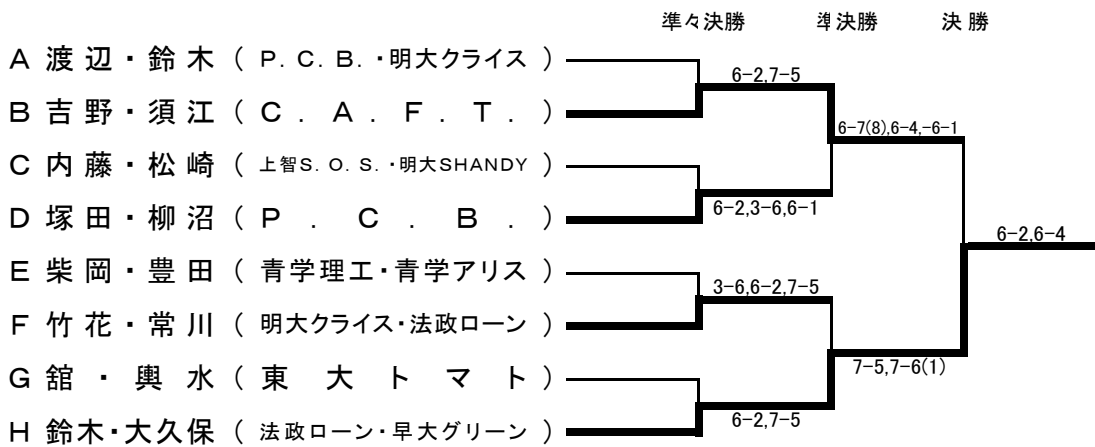 準々決勝 準決勝 決勝
A 渡辺・鈴木 ( P.C.B.・明大クライス )
6-2,7-5
B 吉野・須江 ( C.A.F.T. )
6-7(8),6-4,-6-1
C 内藤・松崎 ( 上智S.O.S.・明大SHANDY )
6-2,3-6,6-1
D 塚田・柳沼 ( P.C.B. )
6-2,6-4
E 柴岡・豊田 ( 青学理工・青学アリス )
3-6,6-2,7-5
F 竹花・常川 ( 明大クライス・法政ローン )
7-5,7-6(1)
G 舘・輿水 ( 東大トマト )
6-2,7-5
H 鈴木・大久保 ( 法政ローン・早大グリーン )